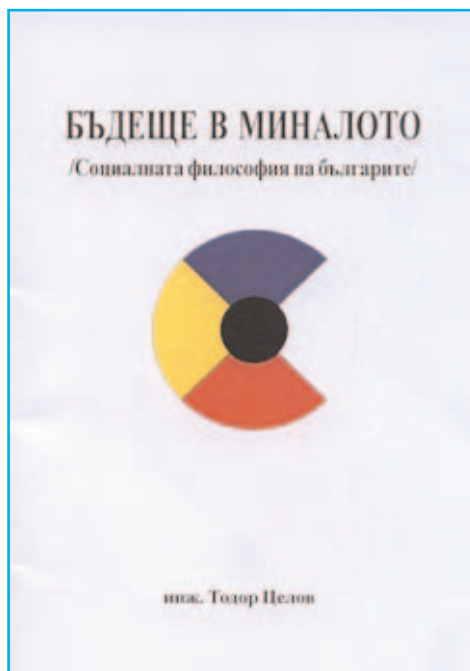 БЪДЕЩЕ В МИНАЛОТО
/Социалната философия на българите/
инж. Тодор Целов